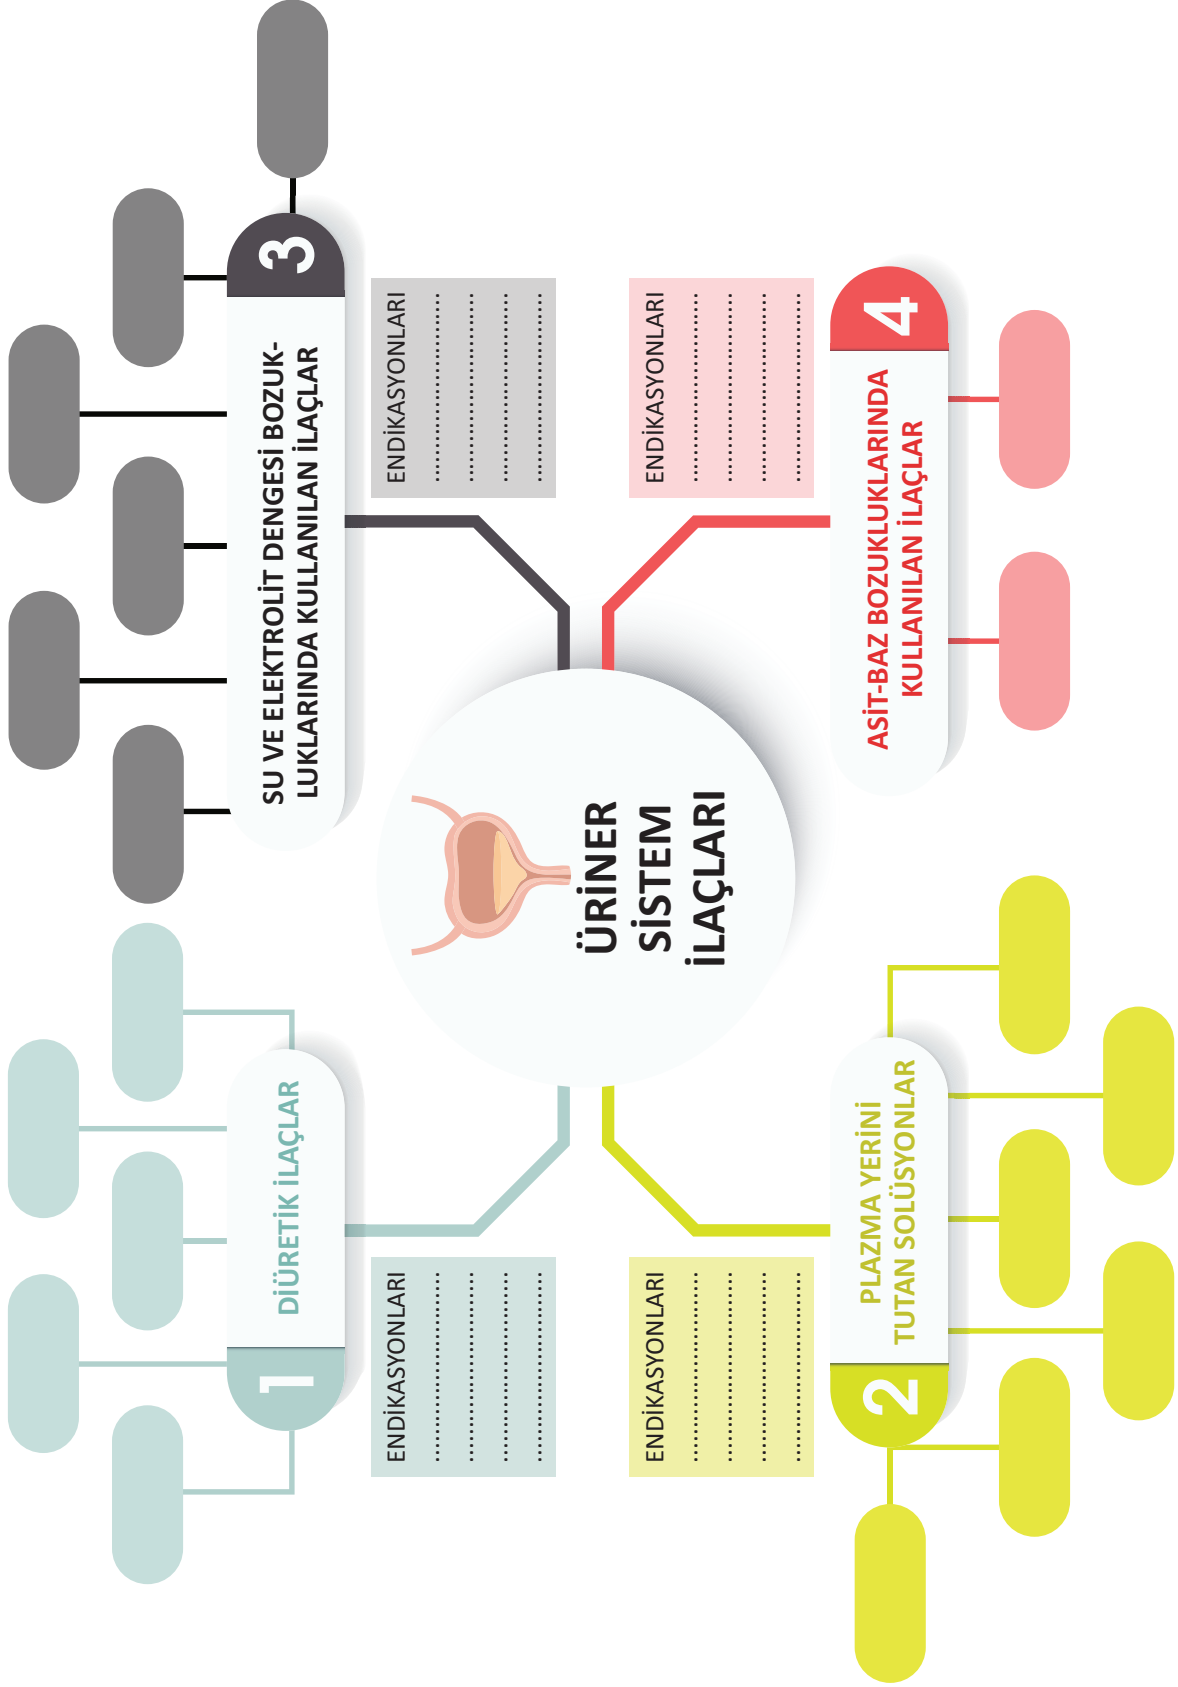 1
DİÜRETİK İLAÇLAR
ENDİKASYONLARI
........................................
........................................
........................................
........................................
SU VE ELEKTROLİT DENGESİ BOZUK-
LUKLARINDA KULLANILAN İLAÇLAR
3
ENDİKASYONLARI
........................................
........................................
........................................
........................................
ÜRİNER
SİSTEM
İLAÇLARI
ENDİKASYONLARI
........................................
........................................
........................................
........................................
2
PLAZMA YERİNİ
TUTAN SOLÜSYONLAR
ENDİKASYONLARI
........................................
........................................
........................................
........................................
ASİT-BAZ BOZUKLUKLARINDA
KULLANILAN İLAÇLAR
4